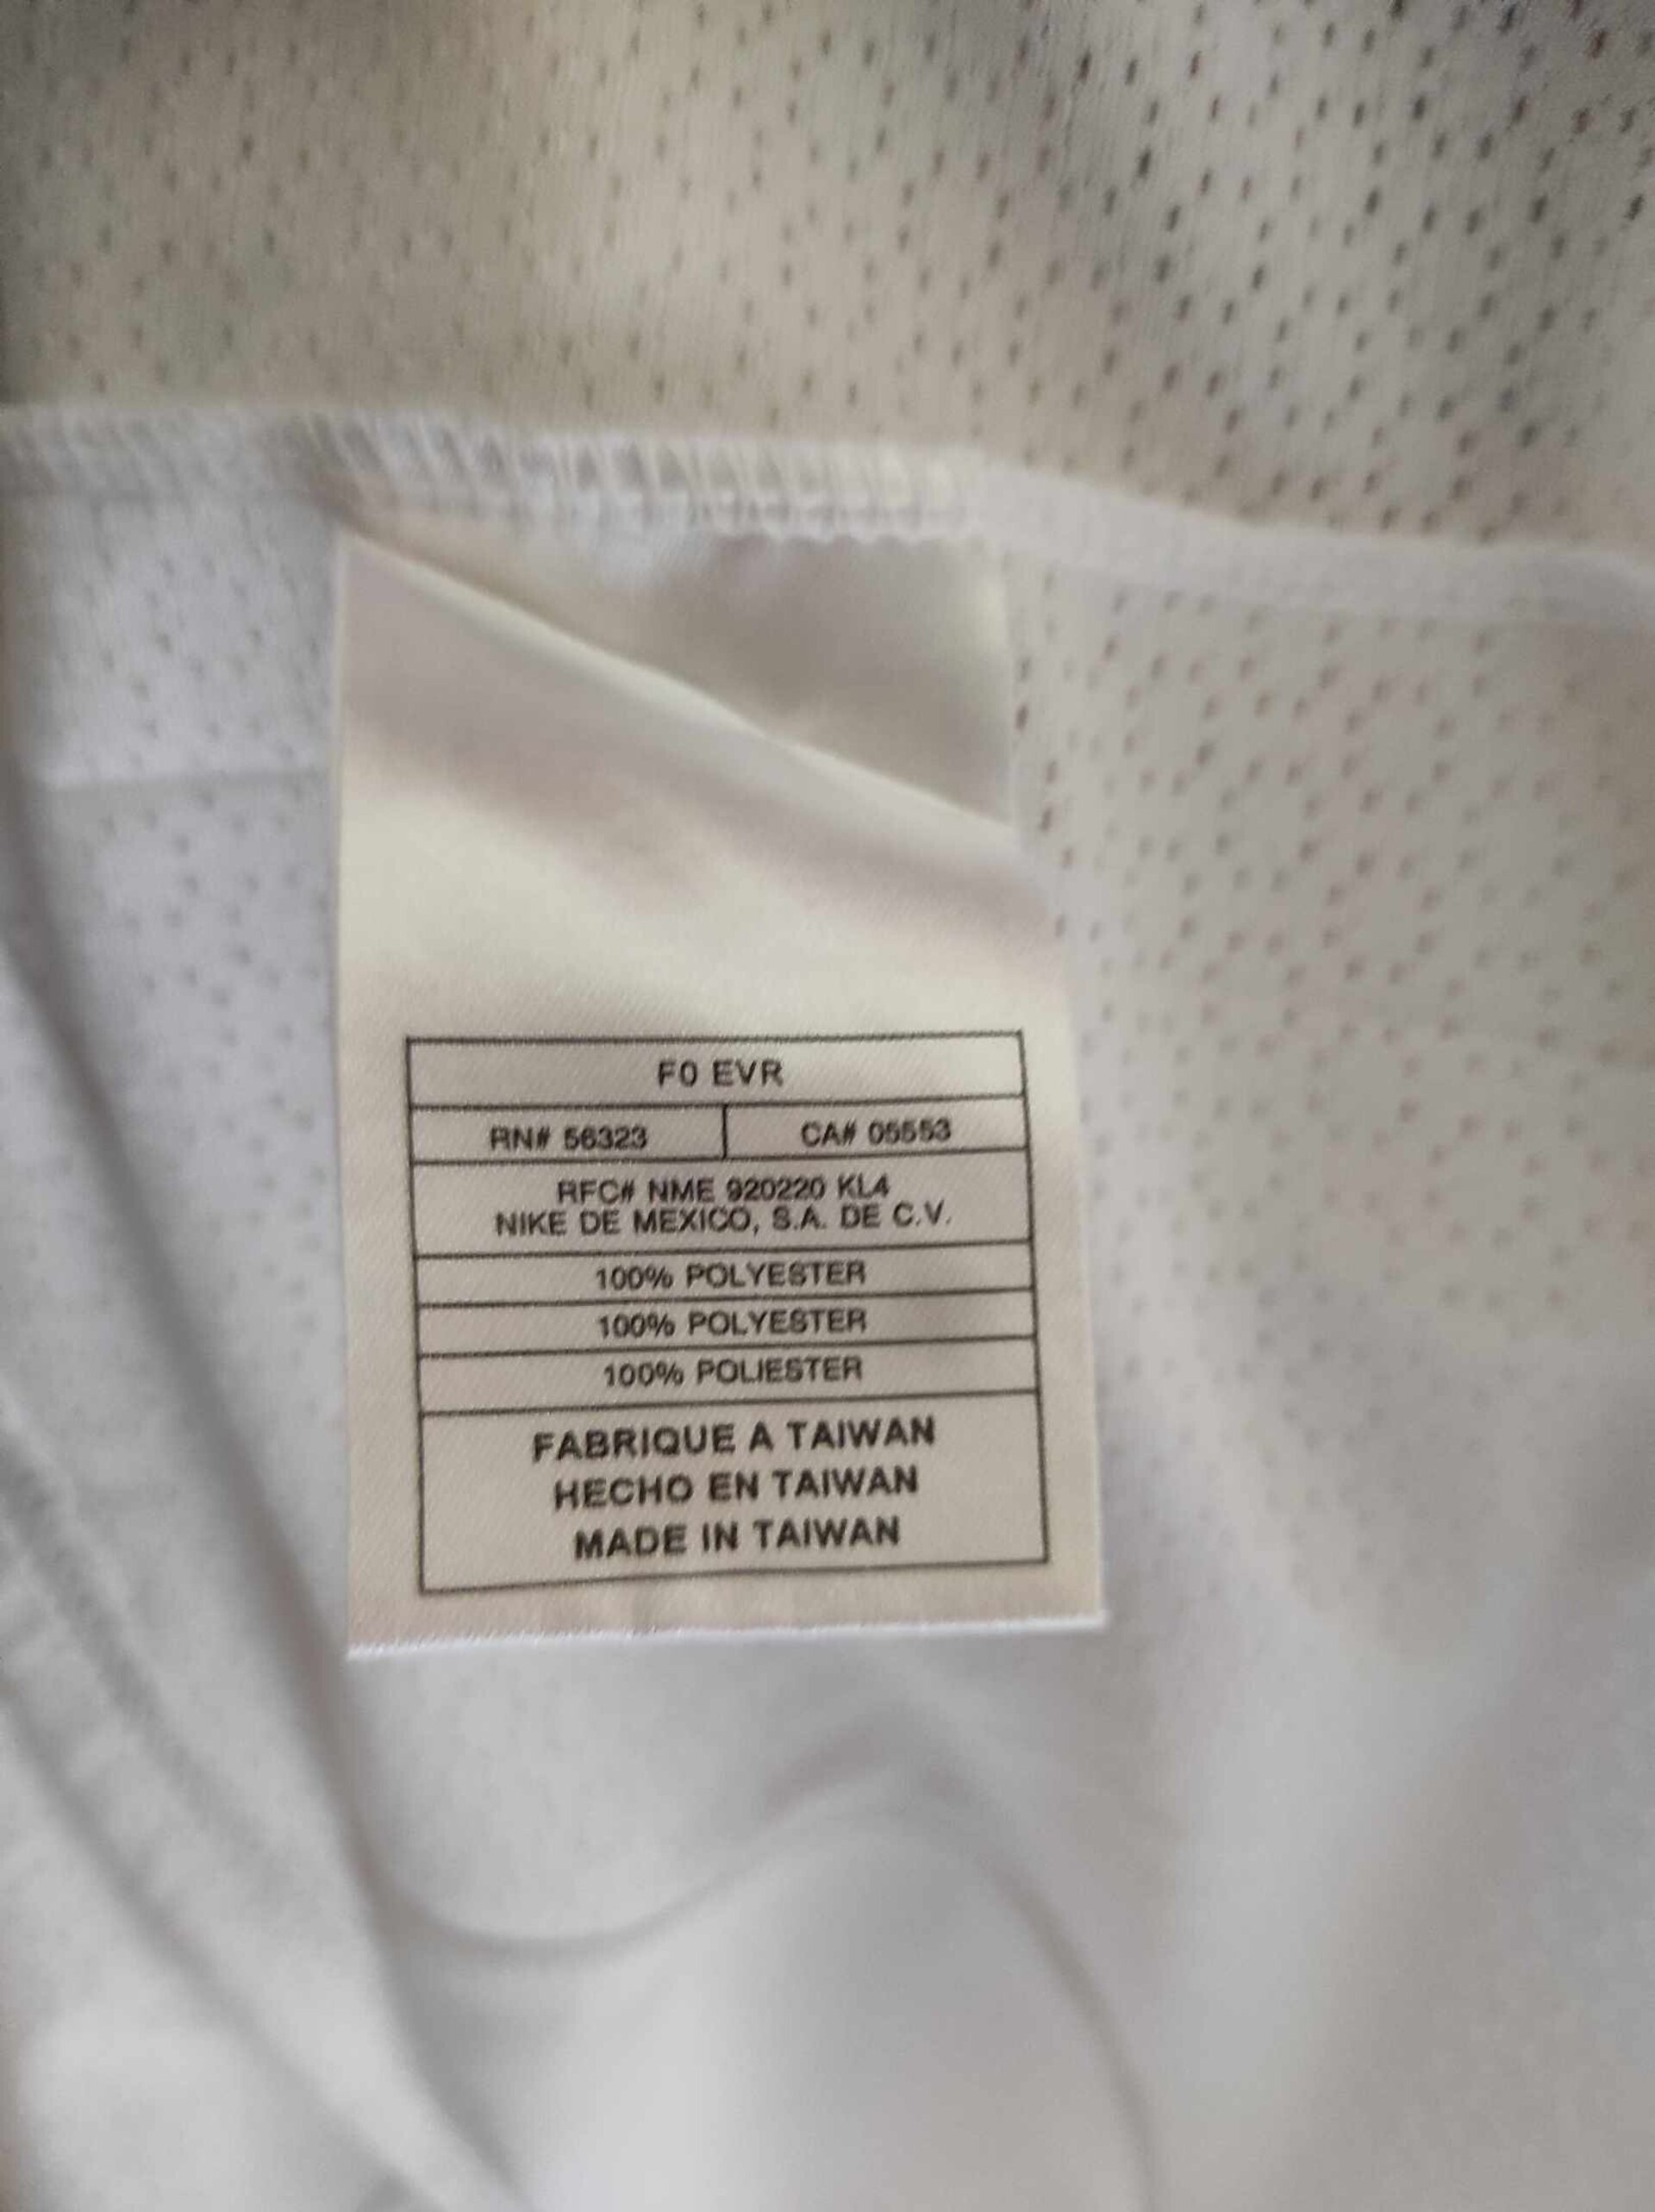 F0 EVR
RN# 56323 CA# 05553
RFC# NME 920220 KL4
NIKE DE MEXICO, S.A. DE C.V.
100% POLYESTER
100% POLYESTER
100% POLIESTER
FABRIQUE A TAIWAN
HECHO EN TAIWAN
MADE IN TAIWAN